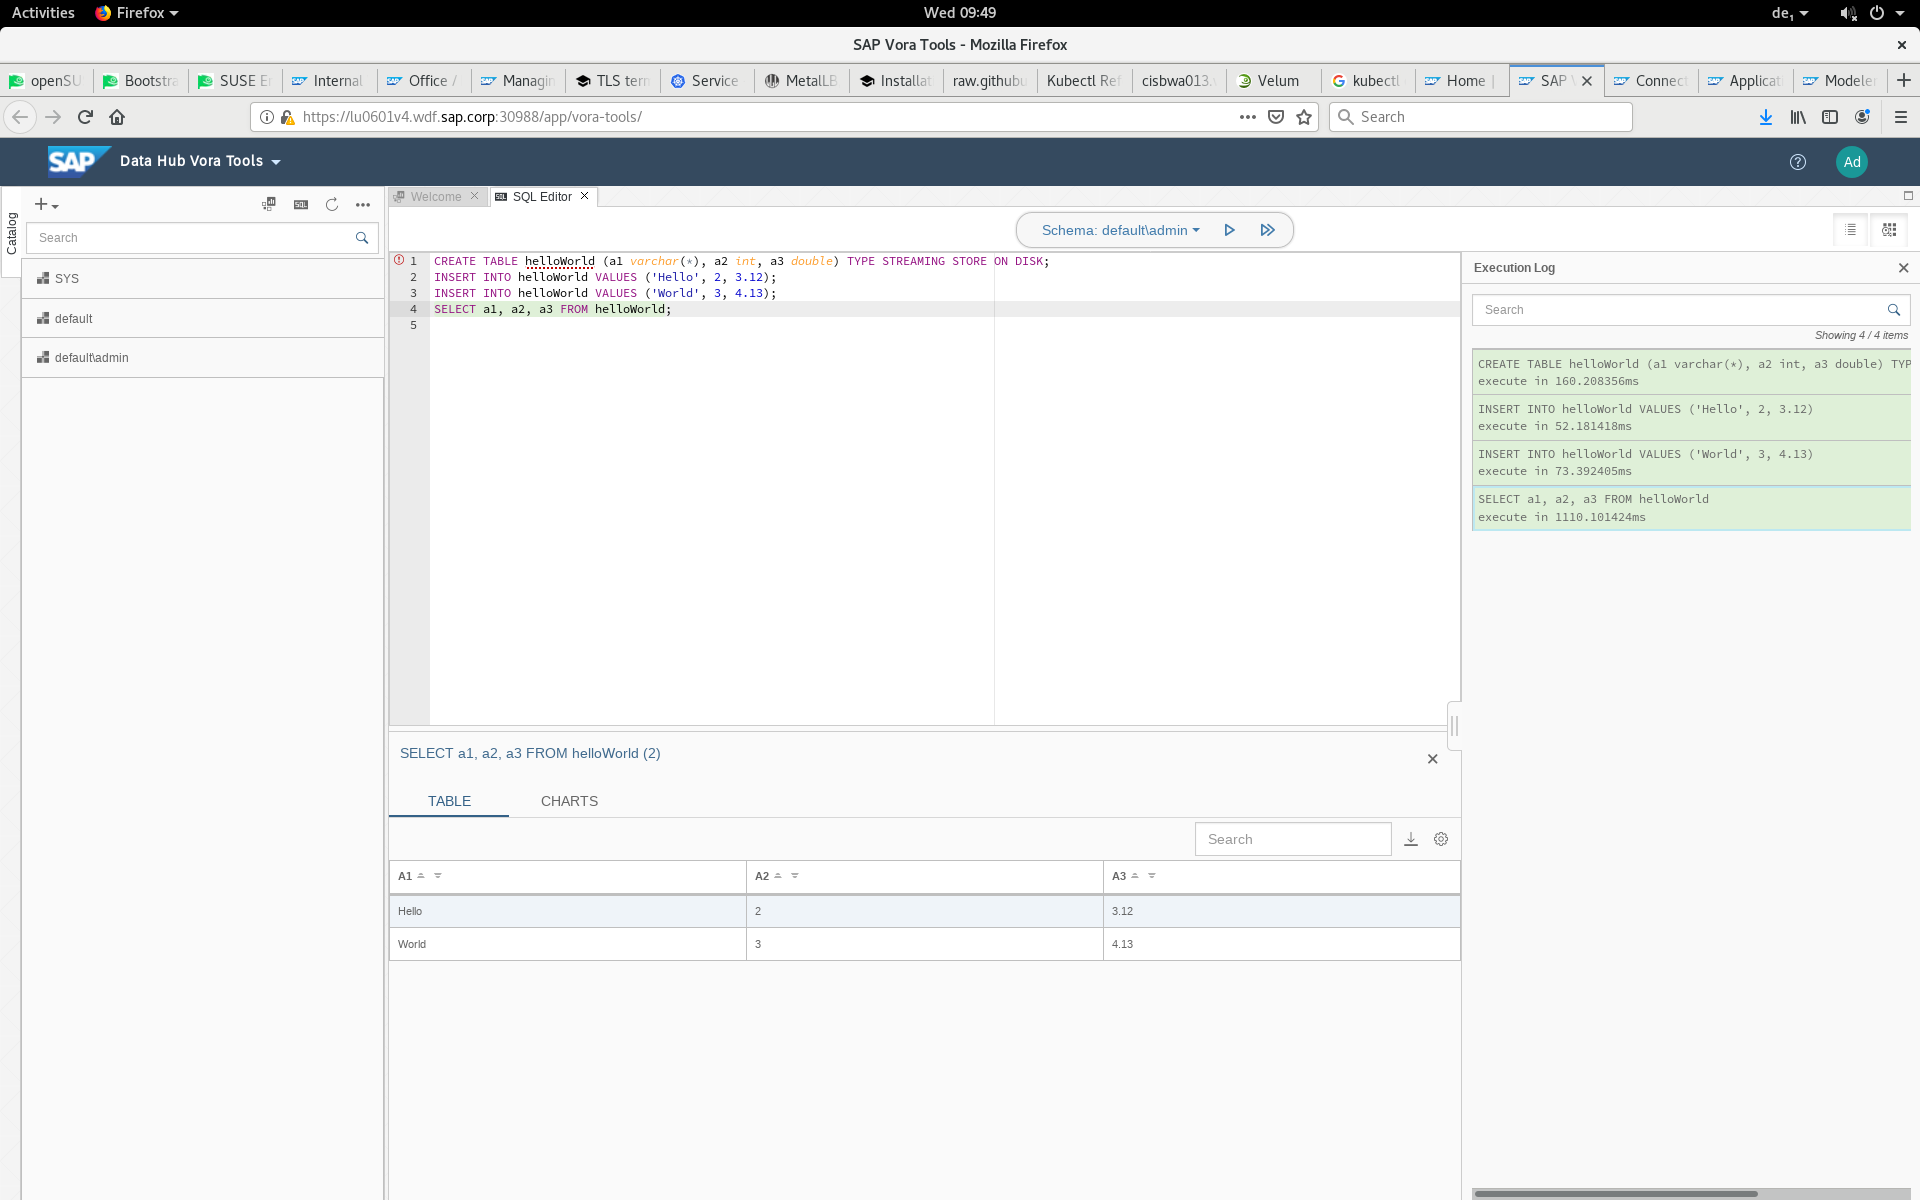 Activities
Firefox
Wed 09:49
de1
SAP Vora Tools - Mozilla Firefox
openSU
Bootstra
SUSE E
Internal
Office /
Managin
TLS tern
Service
MetalLB
Installat
raw.githubu
Kubectl Ref
cisbwa013.
Velum
kubectl
Home |
SAP V
Connect
Applicat
Modeler
https://lu0601v4.wdf.sap.corp:30988/app/vora-tools/
Search
SAP
Data Hub Vora Tools
Ad
Catalog
Search
SYS
default
default\admin
Welcome
SQL Editor
Schema: default\admin
1 CREATE TABLE helloWorld (a1 varchar(*), a2 int, a3 double) TYPE STREAMING STORE ON DISK;
2 INSERT INTO helloWorld VALUES ('Hello', 2, 3.12);
3 INSERT INTO helloWorld VALUES ('World', 3, 4.13);
4 SELECT a1, a2, a3 FROM helloWorld;
5
Execution Log
Search
Showing 4 / 4 items
CREATE TABLE helloWorld (a1 varchar(*), a2 int, a3 double) TYP
execute in 160.208356ms
INSERT INTO helloWorld VALUES ('Hello', 2, 3.12)
execute in 52.181418ms
INSERT INTO helloWorld VALUES ('World', 3, 4.13)
execute in 73.392405ms
SELECT a1, a2, a3 FROM helloWorld
execute in 1110.101424ms
SELECT a1, a2, a3 FROM helloWorld (2)
TABLE
CHARTS
Search
A1 A2 A3
Hello 2 3.12
World 3 4.13